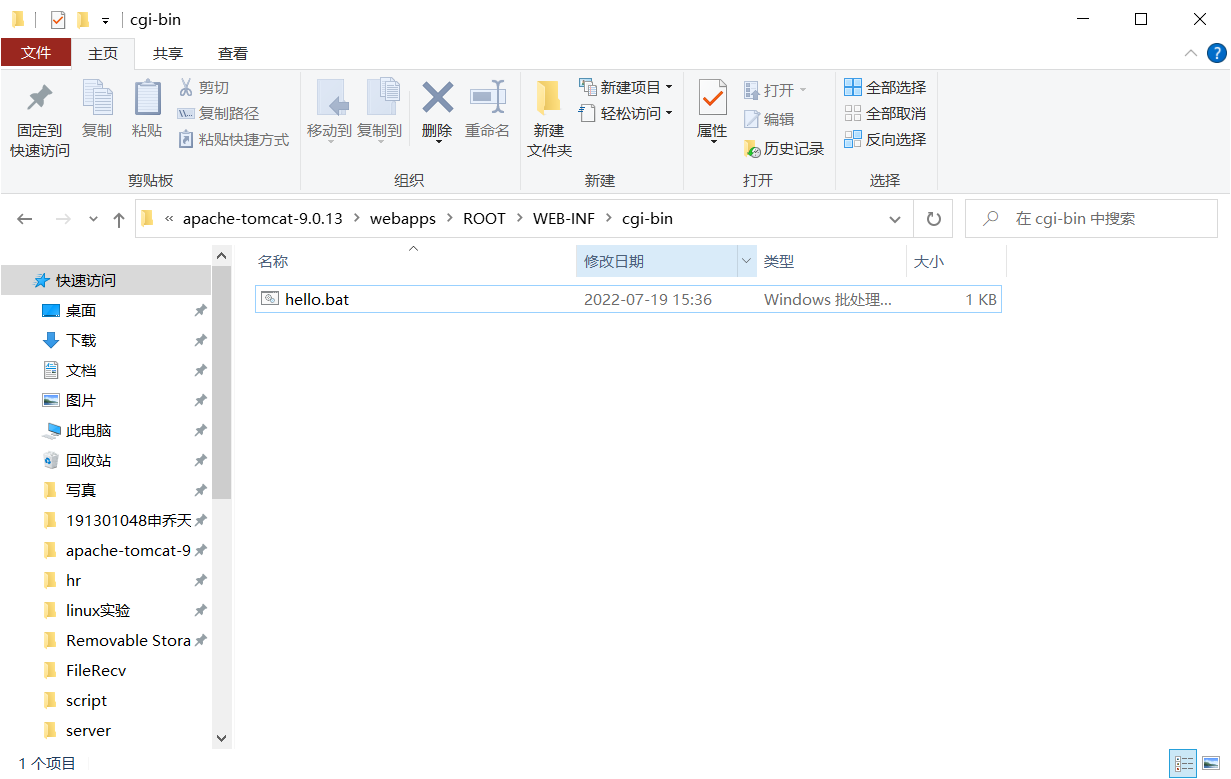 cgi-bin
文件 主页 共享 查看
固定到
快速访问
复制
粘贴
剪切
复制路径
粘贴快捷方式
剪贴板
移动到
复制到
删除
重命名
组织
新建
文件夹
新建项目
轻松访问
新建
属性
打开
编辑
历史记录
打开
全部选择
全部取消
反向选择
选择
« apache-tomcat-9.0.13 > webapps > ROOT > WEB-INF > cgi-bin
在 cgi-bin 中搜索
名称 修改日期 类型 大小
hello.bat 2022-07-19 15:36 Windows 批处理... 1 KB
快速访问
桌面
下载
文档
图片
此电脑
回收站
写真
191301048申乔天
apache-tomcat-9
hr
linux实验
Removable Stora
FileRecv
script
server
1 个项目